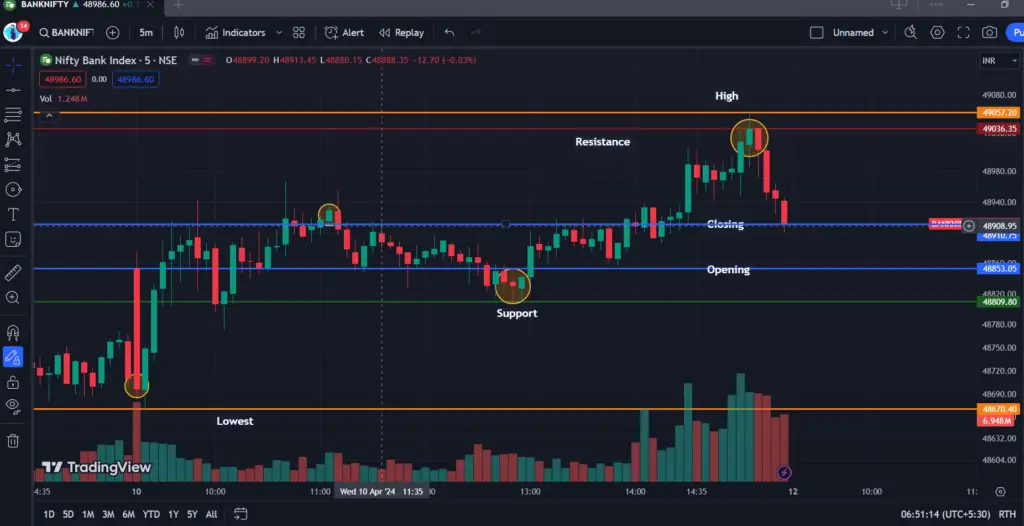 BANKNIFTY ▲ 48986.60 +0.
14
BANKNIF
5m
Indicators
Alert
Replay
Unnamed
Pu
Nifty Bank Index · 5 · NSE
O48899.20 H48913.45 L48880.15 C48888.35 -12.70 (-0.03%)
INR
48986.60 0.00 48986.60
Vol 1.248M
49080.00
High
49057.20
49036.35
Resistance
48980.00
48940.00
Closing
BANKNI
48908.95
48910.75
Opening
48853.05
48809.80
48820.00
Support
48780.00
48750.00
48720.00
48690.00
48670.40
6.948M
Lowest
48632.00
48604.00
TradingView
4:35
10
10:00
11:00
Wed 10 Apr '24 11:35
13:00
14:00
14:35
12
10:00
11:
1D 5D 1M 3M 6M YTD 1Y 5Y All
06:51:14 (UTC+5:30) RTH